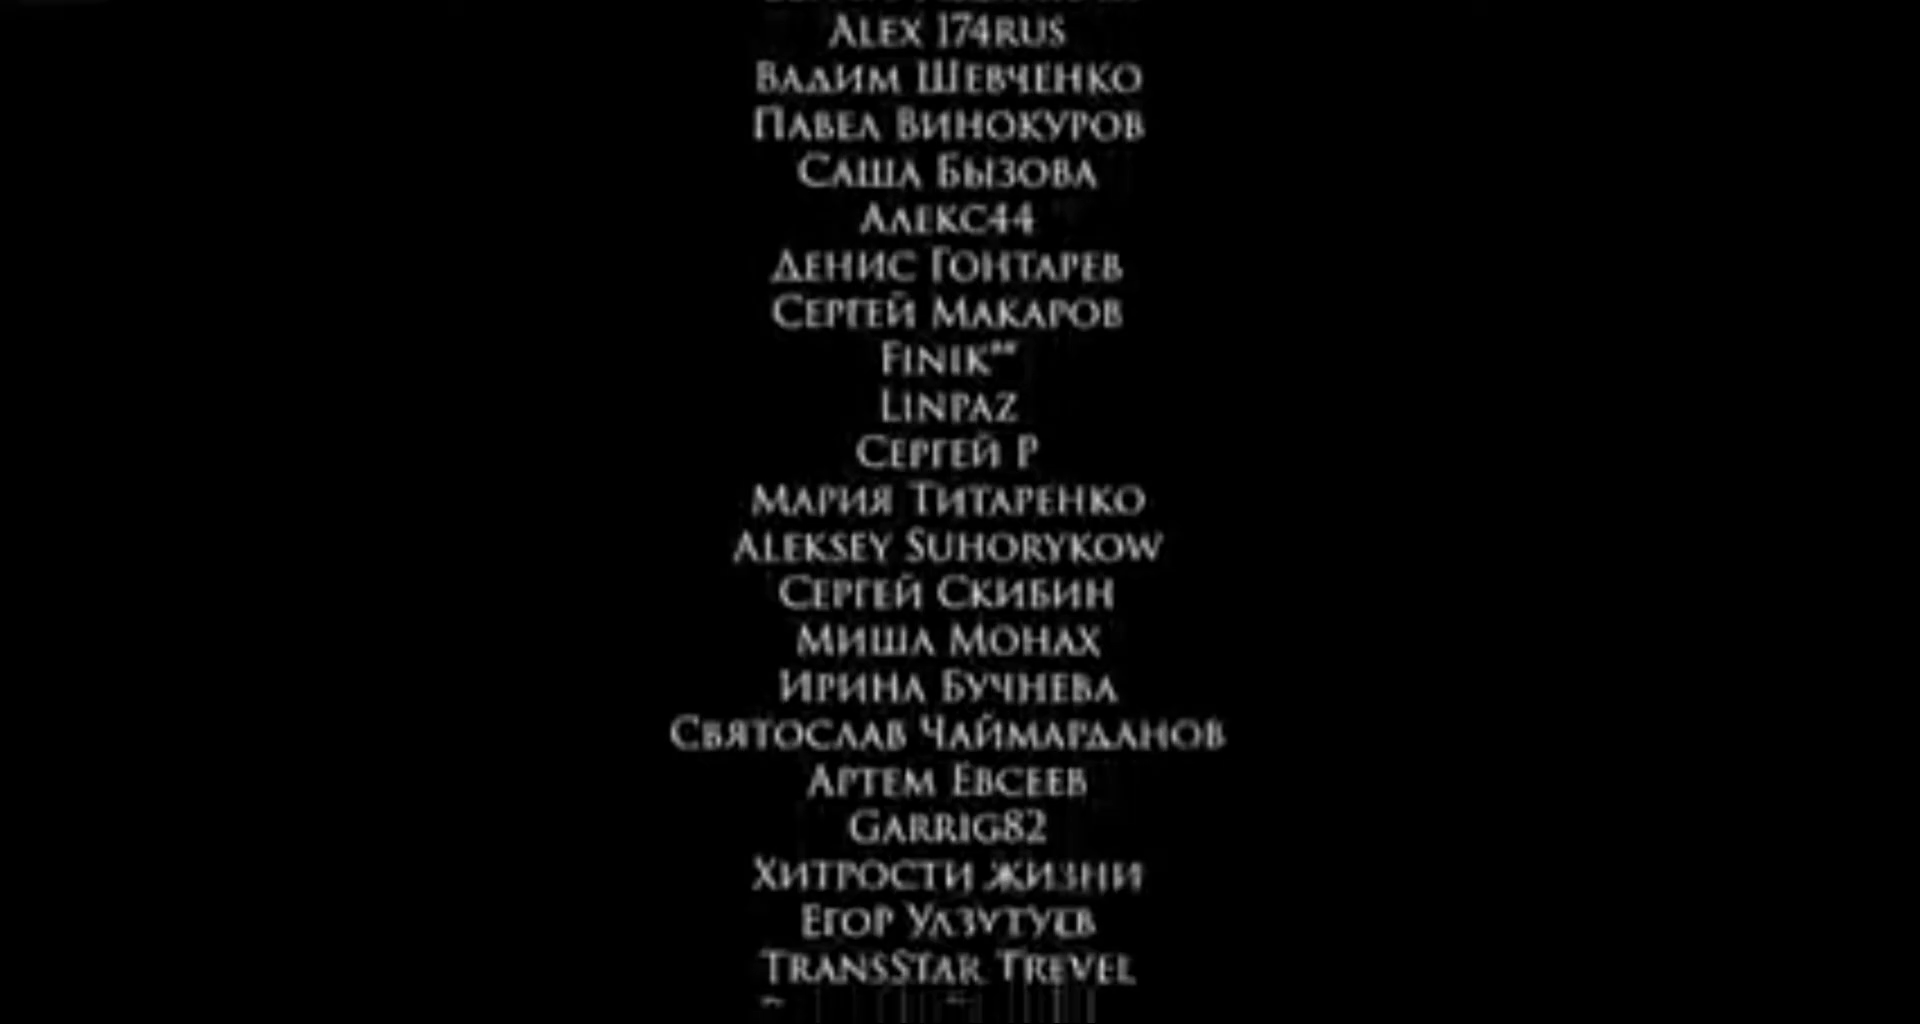 Alex 174rus
Вадим Шевченко
Павел Винокуров
Саша Бызова
Алекс44
Денис Гонтарев
Сергей Макаров
Finik**
Linpaz
Сергей Р
Мария Титаренко
Aleksey Suhorykow
Сергей Скибин
Миша Монах
Ирина Бучнева
Святослав Чаймарданов
Артем Евсеев
Garrig82
Хитрости жизни
Егор Улзутуев
TransStar Trevel